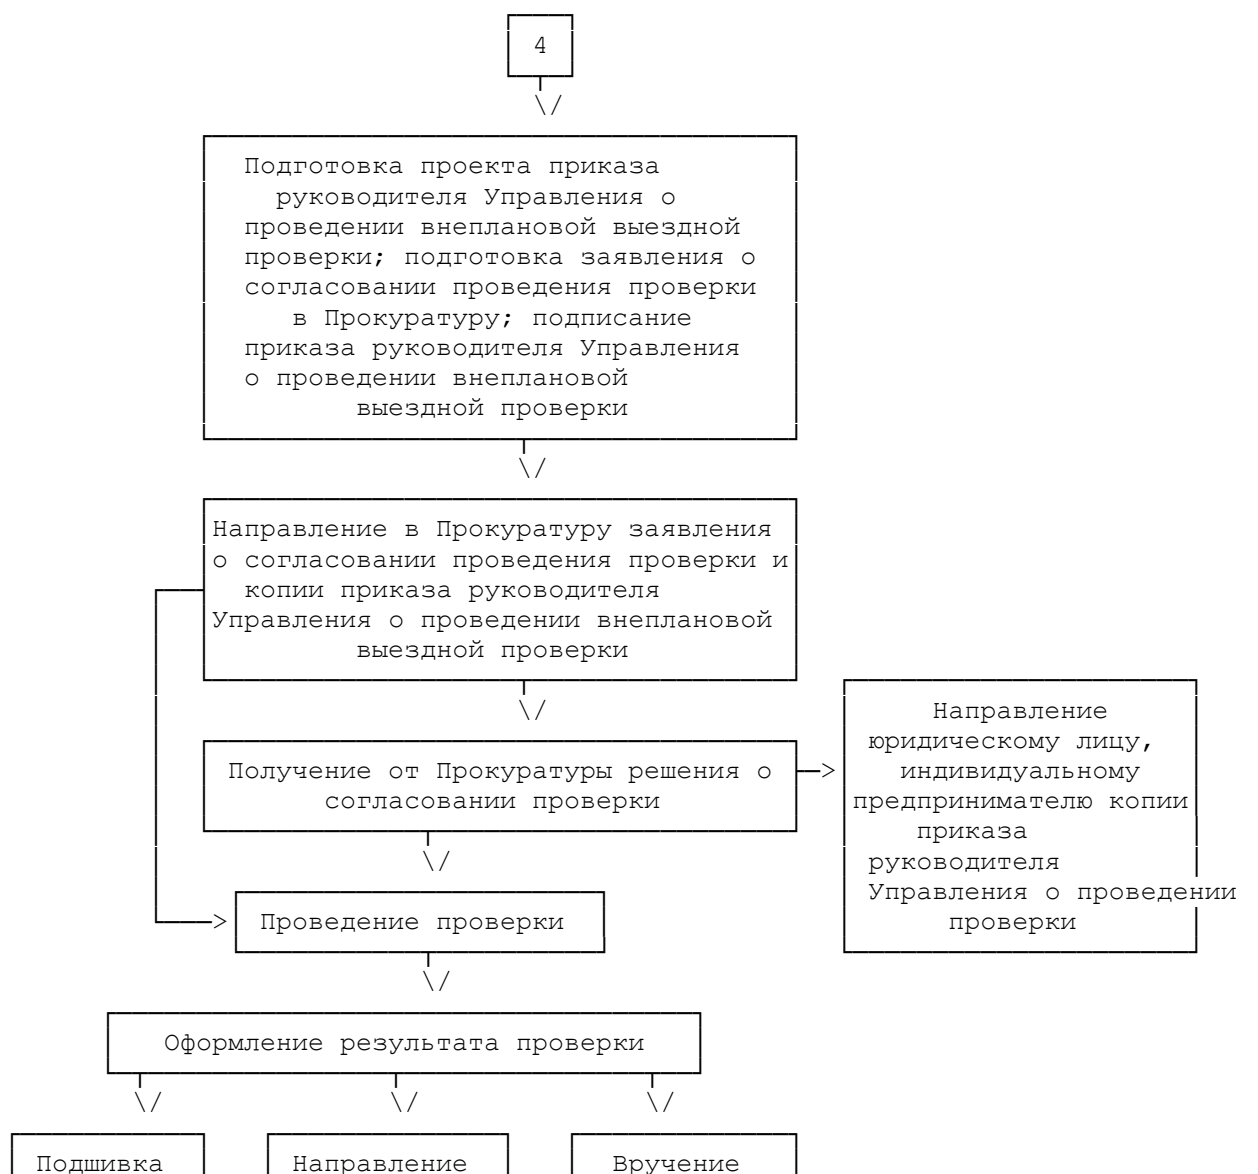 4
Подготовка проекта приказа
руководителя Управления о
проведении внеплановой выездной
проверки; подготовка заявления о
согласовании проведения проверки
в Прокуратуру; подписание
приказа руководителя Управления
о проведении внеплановой
выездной проверки
Направление в Прокуратуру заявления
о согласовании проведения проверки и
копии приказа руководителя
Управления о проведении внеплановой
выездной проверки
Получение от Прокуратуры решения о
согласовании проверки
Направление
юридическому лицу,
индивидуальному
предпринимателю копии
приказа
руководителя
Управления о проведении
проверки
Проведение проверки
Оформление результата проверки
Подшивка
Направление
Вручение